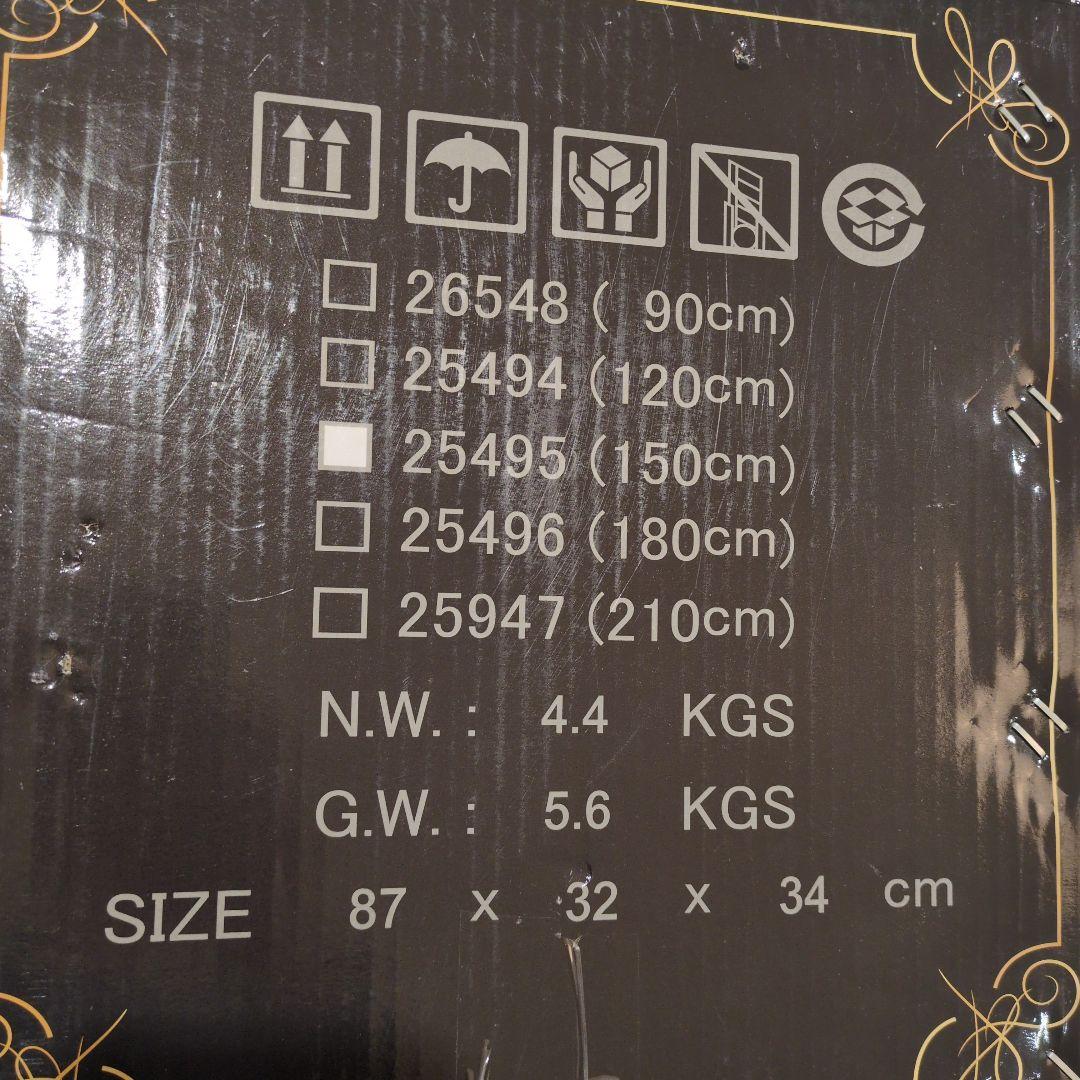 26548 ( 90cm)
25494 (120cm)
25495 (150cm)
25496 (180cm)
25947 (210cm)
N.W. : 4.4 KGS
G.W. : 5.6 KGS
SIZE 87 x 32 x 34 cm